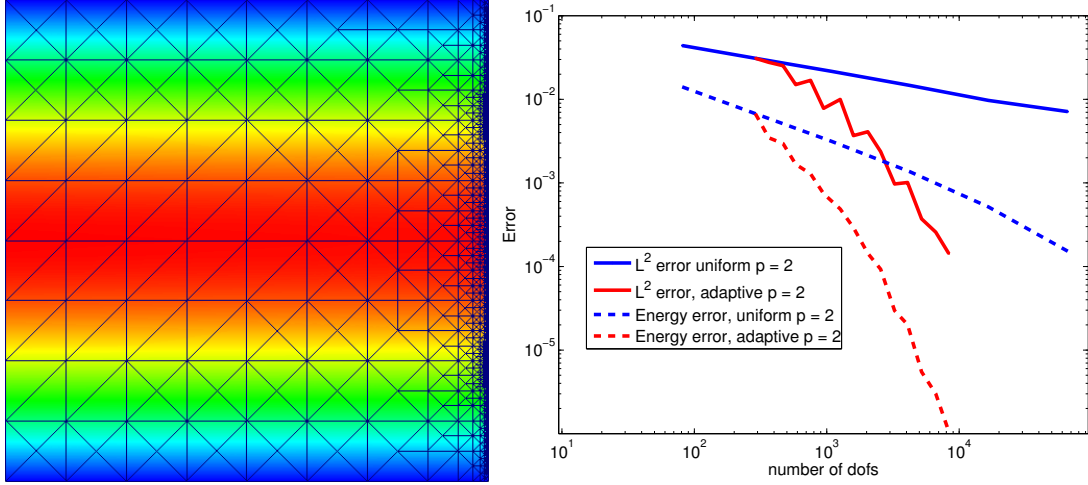 10^-1
10^-2
10^-3
10^-4
10^-5
Error
L^2 error uniform p = 2
L^2 error, adaptive p = 2
Energy error, uniform p = 2
Energy error, adaptive p = 2
10^1
10^2
10^3
10^4
number of dofs